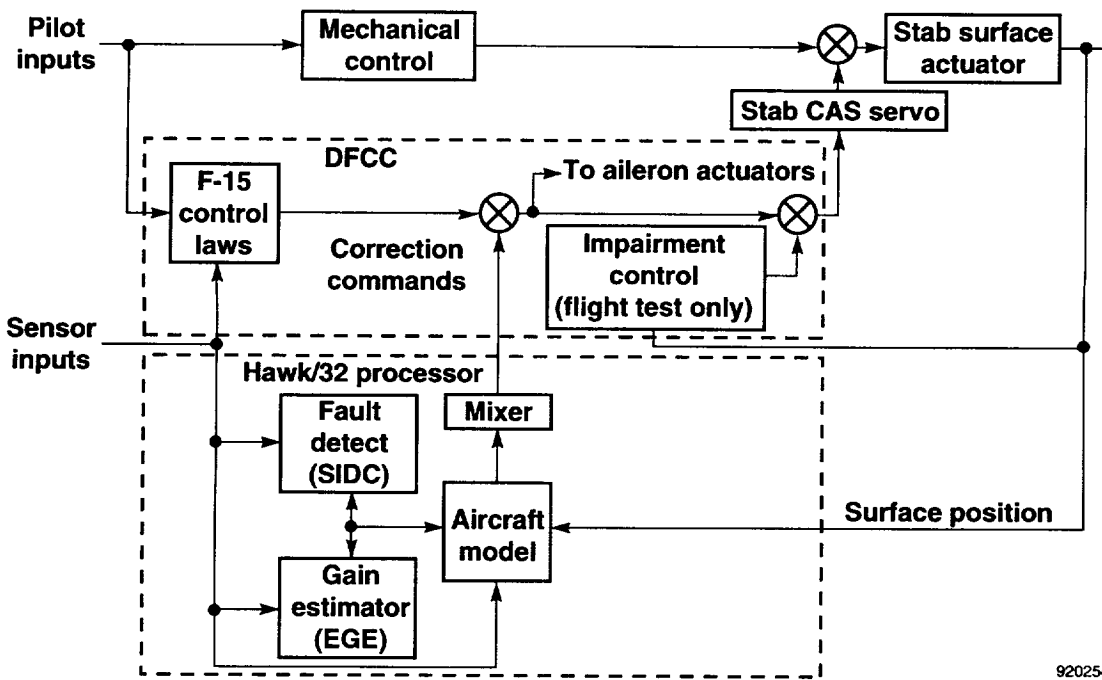 Pilot
inputs
Mechanical
control
Stab surface
actuator
Stab CAS servo
DFCC
F-15
control
laws
To aileron actuators
Correction
commands
Impairment
control
(flight test only)
Sensor
inputs
Hawk/32 processor
Fault
detect
(SIDC)
Mixer
Aircraft
model
Surface position
Gain
estimator
(EGE)
920254